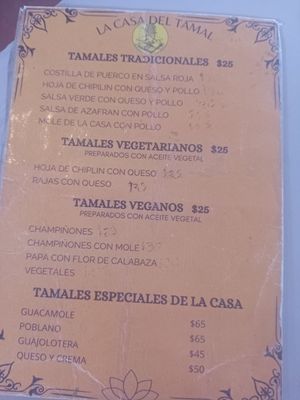 LA CASA DEL TAMAL
TAMALES TRADICIONALES $25
COSTILLA DE PUERCO EN SALSA ROJA
HOJA DE CHIPILIN CON QUESO Y POLLO
SALSA VERDE CON QUESO Y POLLO
SALSA DE AZAFRAN CON POLLO
MOLE DE LA CASA CON POLLO
TAMALES VEGETARIANOS $25
PREPARADOS CON ACEITE VEGETAL
HOJA DE CHIPLIN CON QUESO
RAJAS CON QUESO
TAMALES VEGANOS $25
PREPARADOS CON ACEITE VEGETAL
CHAMPIÑONES
CHAMPIÑONES CON MOLE
PAPA CON FLOR DE CALABAZA
VEGETALES
TAMALES ESPECIALES DE LA CASA
GUACAMOLE $65
POBLANO $65
GUAJOLOTERA $45
QUESO Y CREMA $50